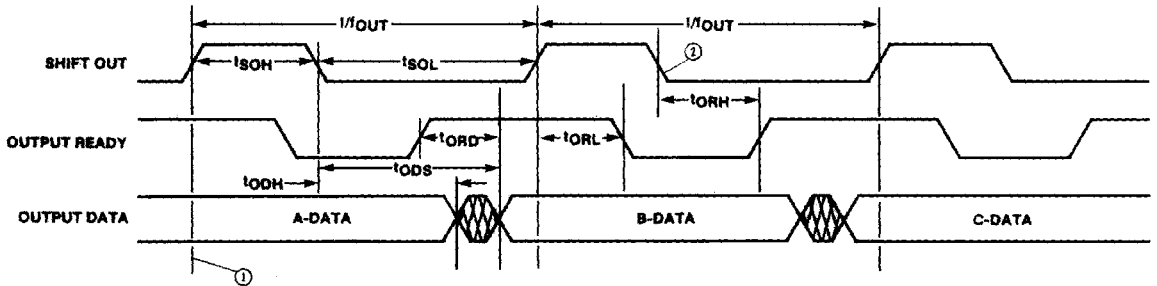 1/fOUT 1/fOUT
SHIFT OUT tSOH tSOL ②
tORH
OUTPUT READY tORD tORL
tODS
tODH
OUTPUT DATA A-DATA B-DATA C-DATA
①